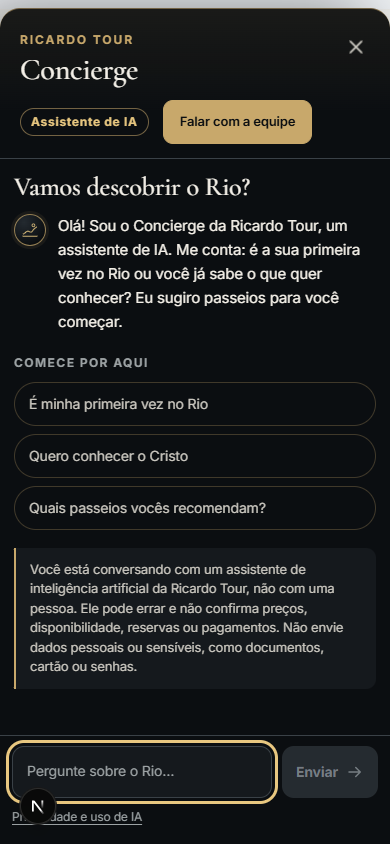 RICARDO TOUR
Concierge
Assistente de IA
Falar com a equipe
Vamos descobrir o Rio?
Olá! Sou o Concierge da Ricardo Tour, um
assistente de IA. Me conta: é a sua primeira
vez no Rio ou você já sabe o que quer
conhecer? Eu sugiro passeios para você
começar.
COMECE POR AQUI
É minha primeira vez no Rio
Quero conhecer o Cristo
Quais passeios vocês recomendam?
Você está conversando com um assistente de
inteligência artificial da Ricardo Tour, não com uma
pessoa. Ele pode errar e não confirma preços,
disponibilidade, reservas ou pagamentos. Não envie
dados pessoais ou sensíveis, como documentos,
cartão ou senhas.
Pergunte sobre o Rio...
Enviar
N
e uso de IA